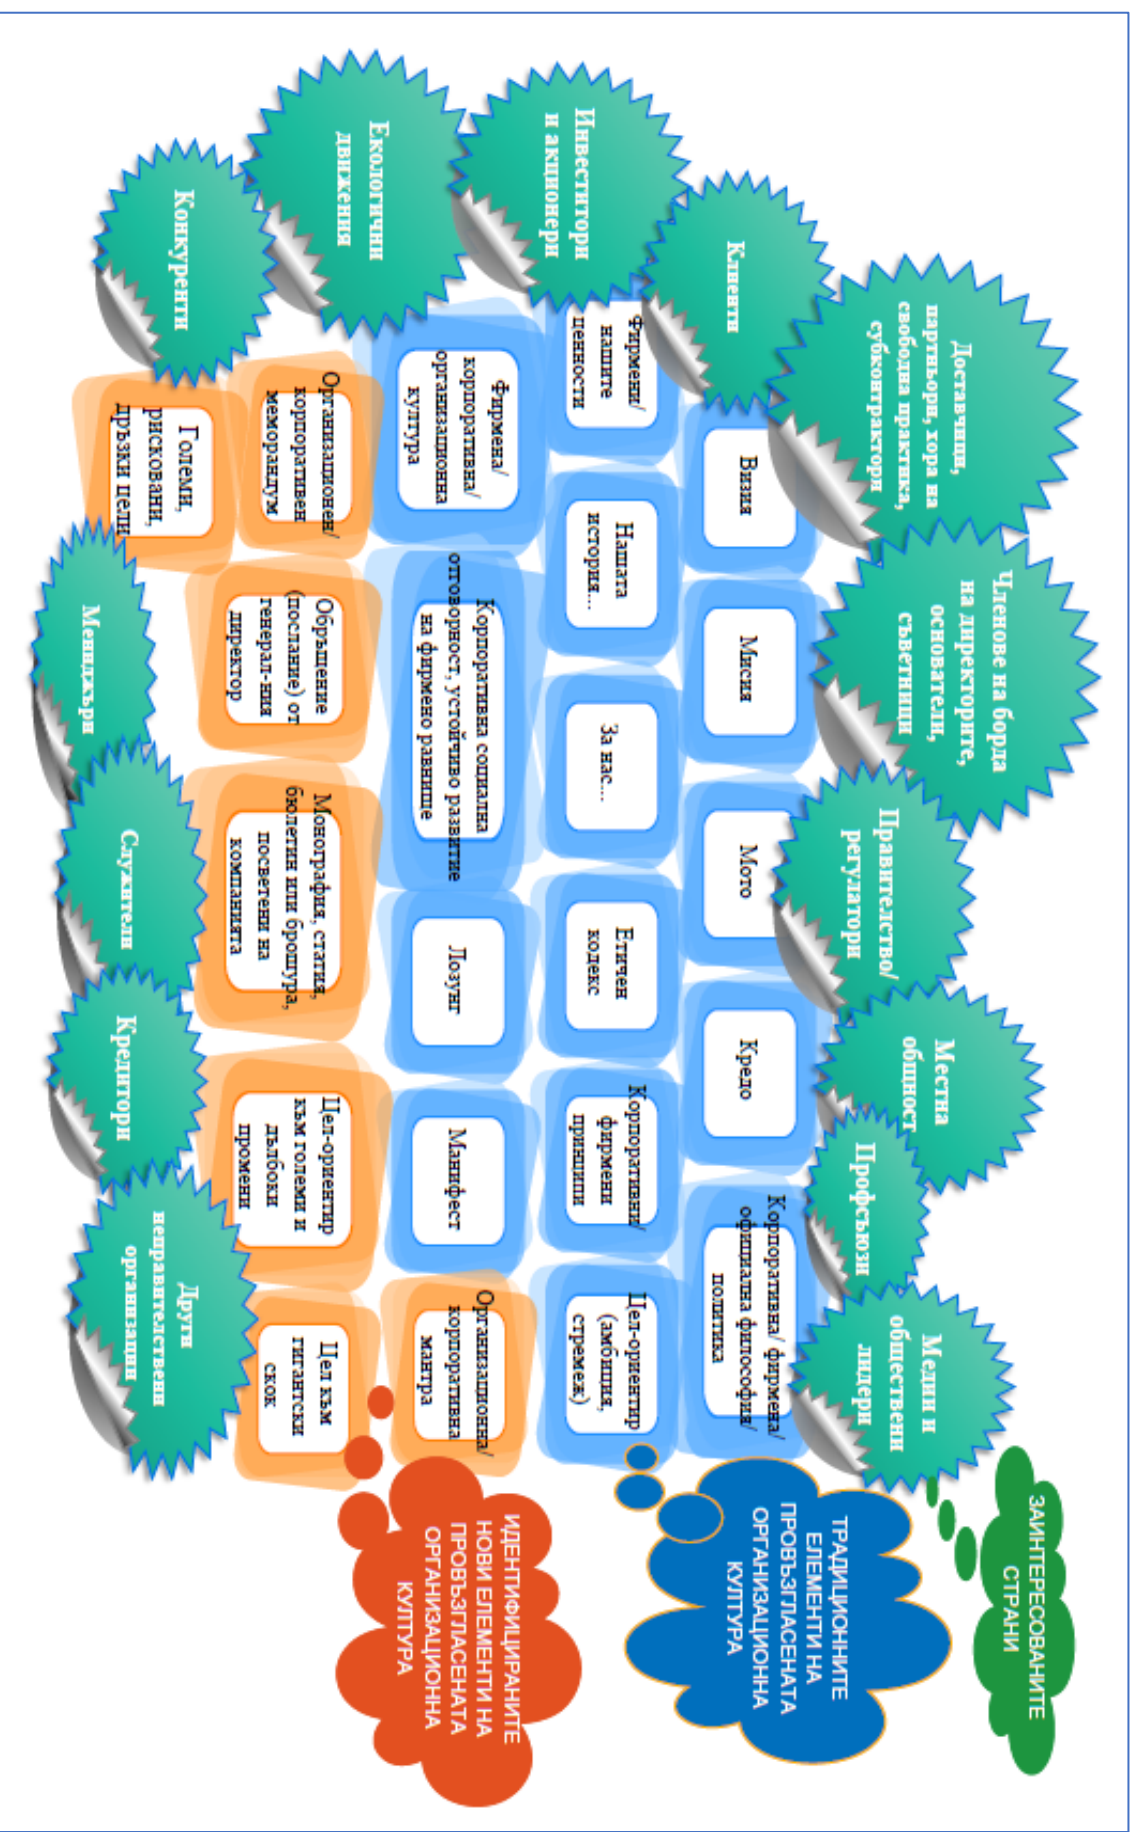 Доставчици,
партньори, хора на
свободна практика,
субконтрактори
Членове на борда
на директорите,
основатели,
съветници
Правителство/
регулатори
Местна
общност
Профсъюзи
Медии и
обществени
лидери
ЗАИНТЕРЕСОВАНИТЕ
СТРАНИ
Клиенти
Инвеститори
и акционери
Екологични
движения
Конкуренти
Визия
Мисия
Мото
Кредо
Корпоративна/ фирмена/
официална философия/
политика
ТРАДИЦИОННИТЕ
ЕЛЕМЕНТИ НА
ПРОВЪЗГЛАСЕНАТА
ОРГАНИЗАЦИОННА
КУЛТУРА
Фирмени/
нашите
ценности
Нашата
история...
За нас...
Етичен
кодекс
Корпоративни/
фирмени
принципи
Цел-ориентир
(амбиция,
стремеж)
Фирмена/
корпоративна/
организационна
култура
Корпоративна социална
отговорност, устойчиво развитие
на фирмено равнище
Лозунг
Манифест
Организационна/
корпоративна
мантра
ИДЕНТИФИЦИРАНИТЕ
НОВИ ЕЛЕМЕНТИ НА
ПРОВЪЗГЛАСЕНАТА
ОРГАНИЗАЦИОННА
КУЛТУРА
Организационен/
корпоративен
меморандум
Обръщение
(послание) от
генерал-ния
директор
Монография, статия,
бюлетин или брошура,
посветени на
компанията
Цел-ориентир
към големи и
дълбоки
промени
Цел към
гигантски
скок
Големи,
рисковани,
дръзки цели
Мениджъри
Служители
Кредитори
Други
неправителствени
организации